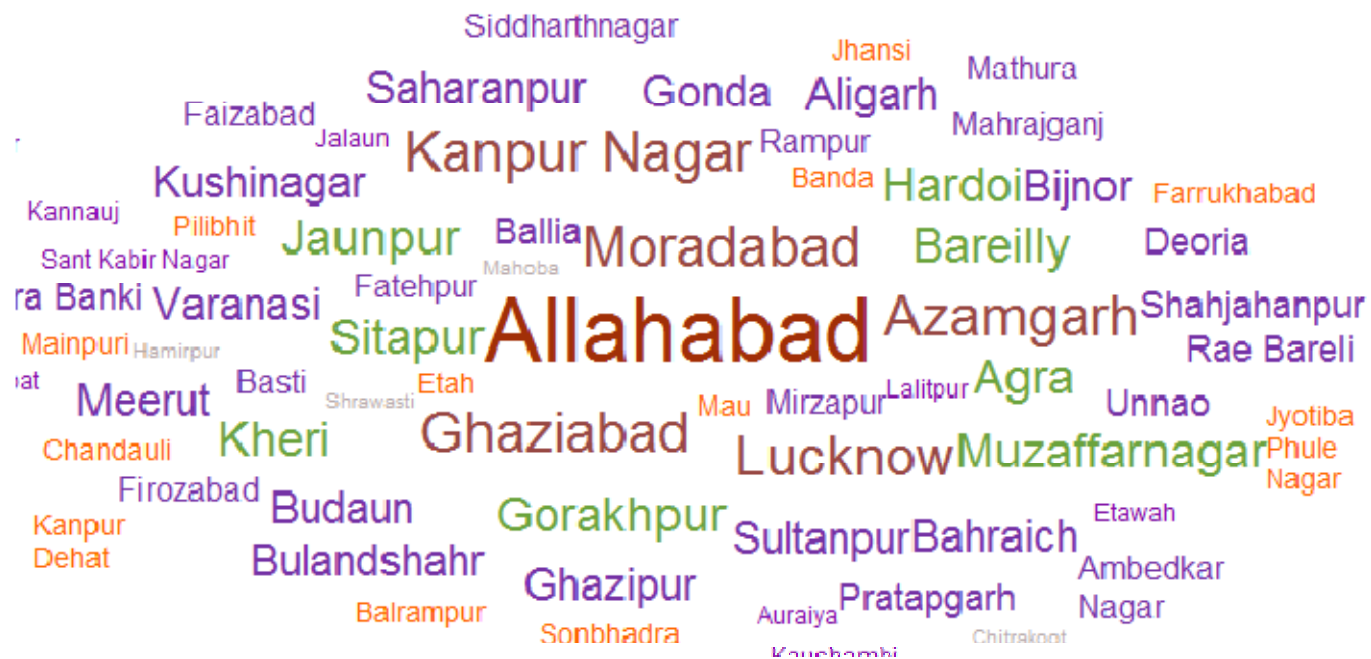 Siddharthnagar
Jhansi
Mathura
Saharanpur Gonda Aligarh
Faizabad
Mahrajganj
Jalaun Kanpur Nagar Rampur
Kushinagar Banda Hardoi Bijnor Farrukhabad
Kannauj
Pilibhit Jaunpur Ballia Moradabad Bareilly Deoria
Sant Kabir Nagar Mahoba
ra Banki Varanasi Fatehpur Shahjahanpur
Sitapur Allahabad Azamgarh
Mainpuri Hamirpur Rae Bareli
Meerut Basti Shrawasti Etah Mau Mirzapur Lalitpur Agra Unnao
Jyotiba
Phule
Nagar
Chandauli Kheri Ghaziabad Lucknow Muzaffarnagar
Firozabad Budaun Gorakhpur Etawah
Kanpur
Dehat
Sultanpur Bahraich
Bulandshahr Ghazipur
Ambedkar
Nagar
Balrampur Auraiya Pratapgarh
Sonbhadra Chitrakoot
Kaushambi